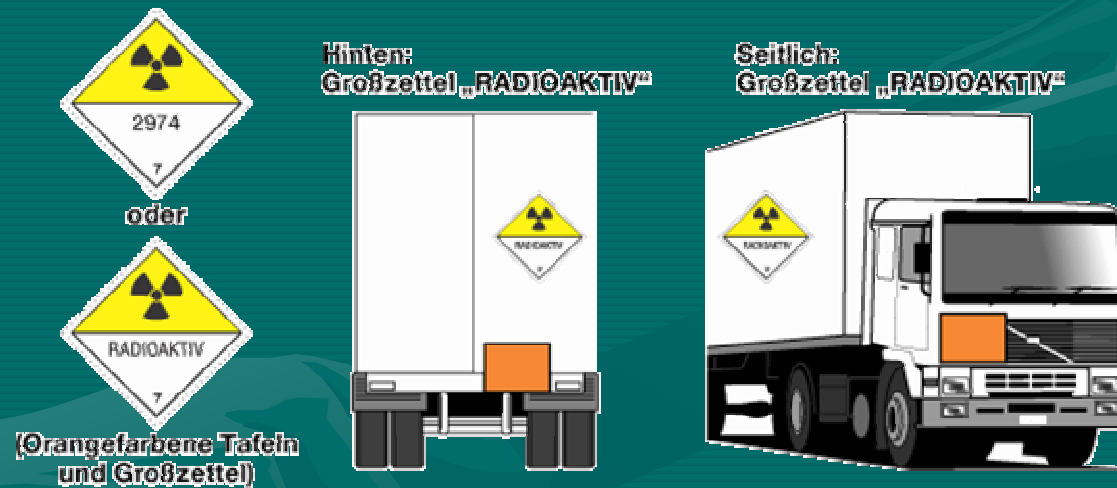 2974
7
oder
RADIOAKTIV
7
(Orangefarbene Tafeln
und Großzettel)
Hinten:
Großzettel „RADIOAKTIV“
RADIOAKTIV
7
Seitlich:
Großzettel „RADIOAKTIV“
RADIOAKTIV
7